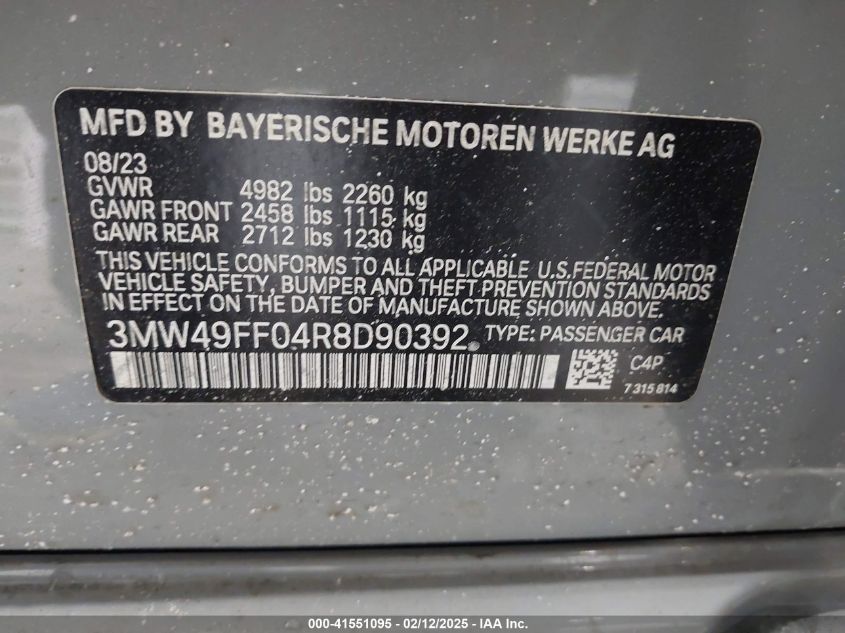 MFD BY BAYERISCHE MOTOREN WERKE AG
08/23
GVWR 4982 lbs 2260 kg
GAWR FRONT 2458 lbs 1115 kg
GAWR REAR 2712 lbs 1230 kg
THIS VEHICLE CONFORMS TO ALL APPLICABLE U.S.FEDERAL MOTOR
VEHICLE SAFETY, BUMPER AND THEFT PREVENTION STANDARDS
IN EFFECT ON THE DATE OF MANUFACTURE SHOWN ABOVE.
3MW49FF04R8D90392 TYPE: PASSENGER CAR
C4P
7 315 814
000-41551095 - 02/12/2025 - IAA Inc.